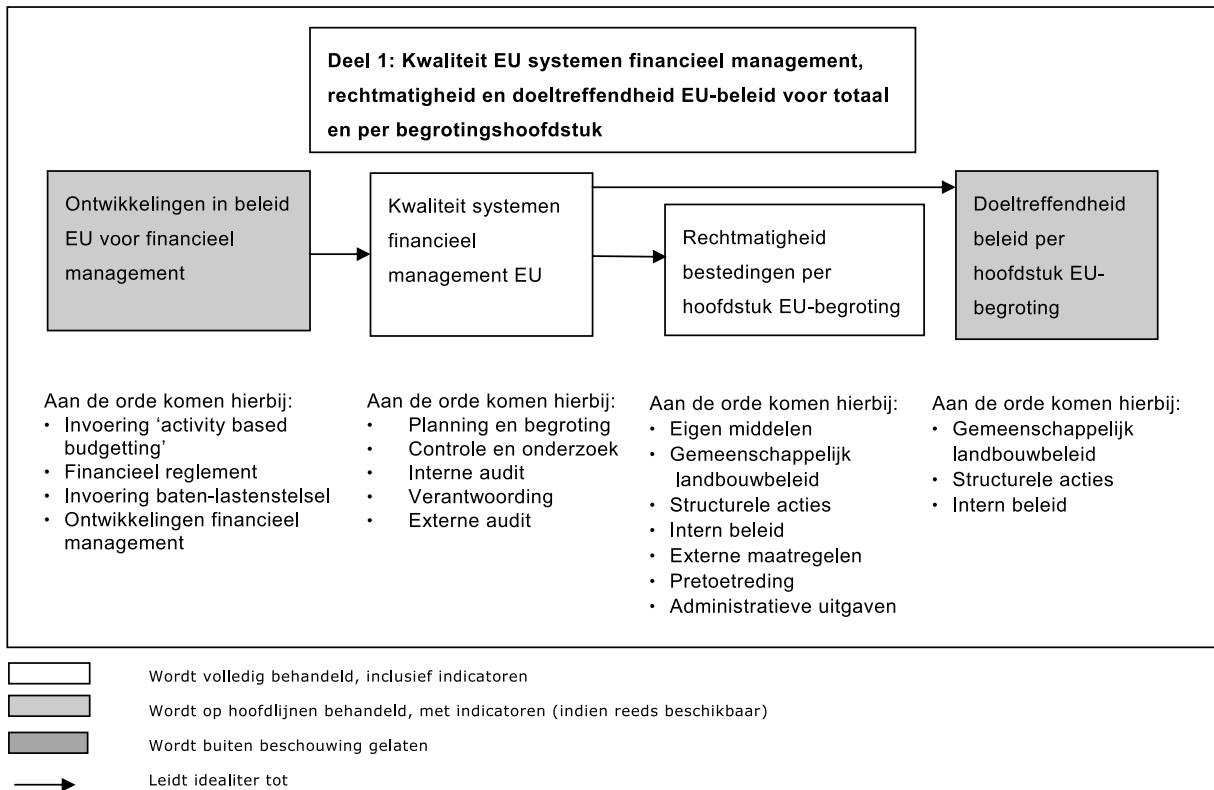 Deel 1: Kwaliteit EU systemen financieel management,
rechtmatigheid en doeltreffendheid EU-beleid voor totaal
en per begrotingshoofdstuk
Ontwikkelingen in beleid
EU voor financieel
management
Kwaliteit systemen
financieel
management EU
Rechtmatigheid
bestedingen per
hoofdstuk EU-begroting
Doeltreffendheid
beleid per
hoofdstuk EU-
begroting
Aan de orde komen hierbij:
• Invoering ‘activity based
budgetting’
• Financieel reglement
• Invoering baten-lastenstelsel
• Ontwikkelingen financieel
management
Aan de orde komen hierbij:
• Planning en begroting
• Controle en onderzoek
• Interne audit
• Verantwoording
• Externe audit
Aan de orde komen hierbij:
• Eigen middelen
• Gemeenschappelijk
landbouwbeleid
• Structurele acties
• Intern beleid
• Externe maatregelen
• Pretoetreding
• Administratieve uitgaven
Aan de orde komen hierbij:
• Gemeenschappelijk
landbouwbeleid
• Structurele acties
• Intern beleid
Wordt volledig behandeld, inclusief indicatoren
Wordt op hoofdlijnen behandeld, met indicatoren (indien reeds beschikbaar)
Wordt buiten beschouwing gelaten
Leidt idealiter tot